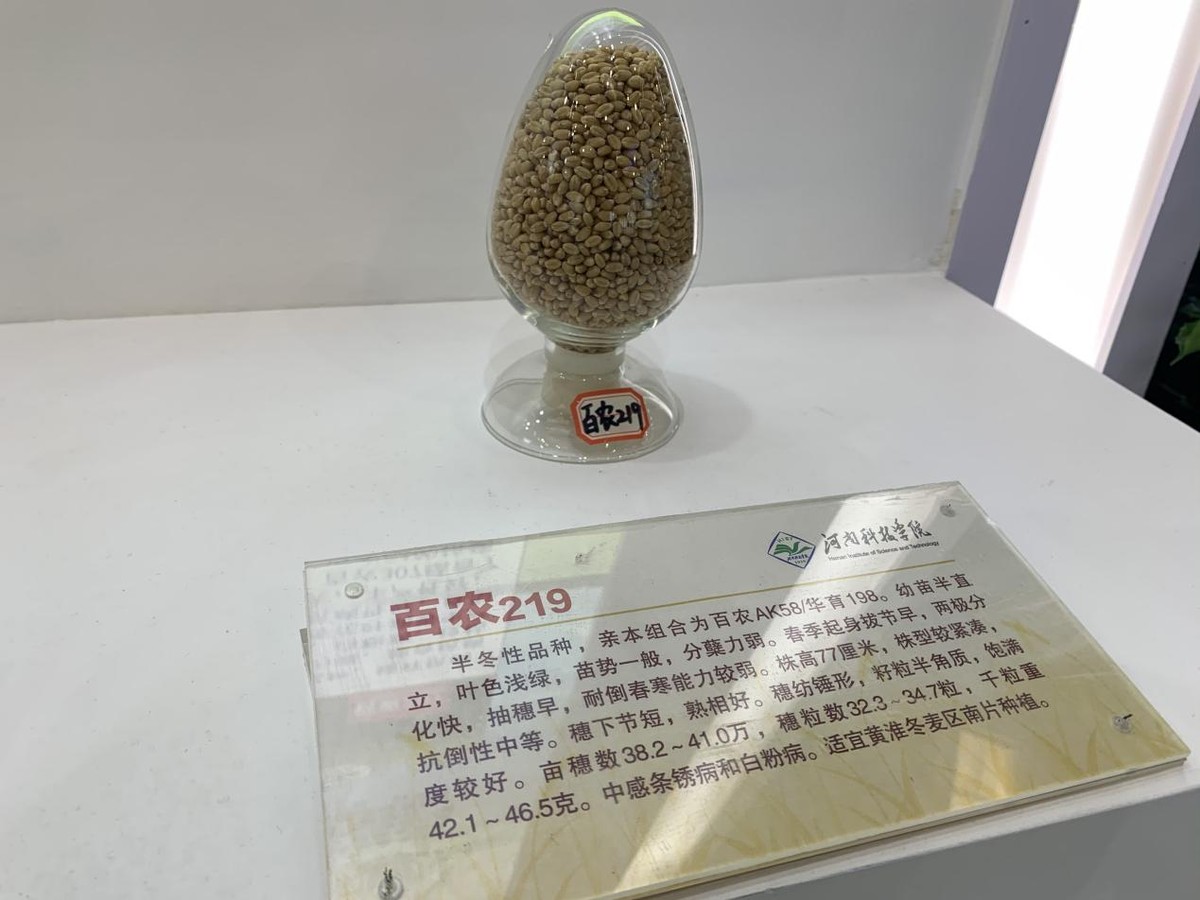 百农219
河南科技学院
Henan Institute of Science and Technology
百农219
半冬性品种，亲本组合为百农AK58/华育198。幼苗半直
立，叶色浅绿，苗势一般，分蘖力弱。春季起身拔节早，两极分
化快，抽穗早，耐倒春寒能力较弱。株高77厘米，株型较紧凑，
抗倒性中等。穗下节短，熟相好。穗纺锤形，籽粒半角质，饱满
度较好。亩穗数38.2~41.0万，穗粒数32.3~34.7粒，千粒重
42.1~46.5克。中感条锈病和白粉病。适宜黄淮冬麦区南片种植。